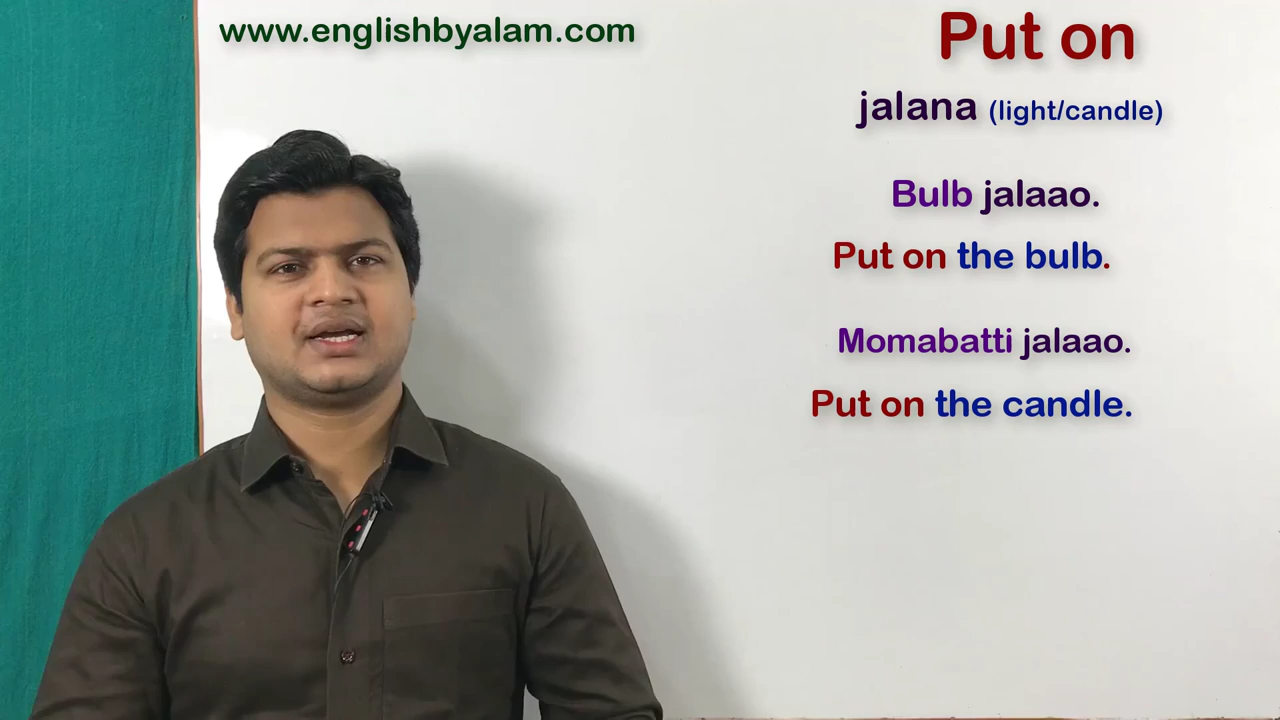 www.englishbyalam.com
Put on
jalana (light/candle)
Bulb jalaao.
Put on the bulb.
Momabatti jalaao.
Put on the candle.